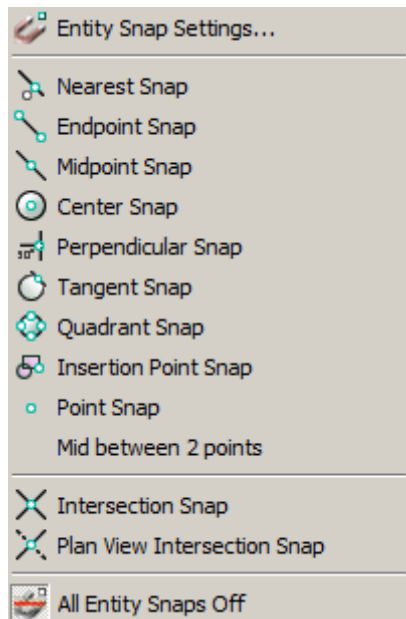 Entity Snap Settings...
Nearest Snap
Endpoint Snap
Midpoint Snap
Center Snap
Perpendicular Snap
Tangent Snap
Quadrant Snap
Insertion Point Snap
Point Snap
Mid between 2 points
Intersection Snap
Plan View Intersection Snap
All Entity Snaps Off